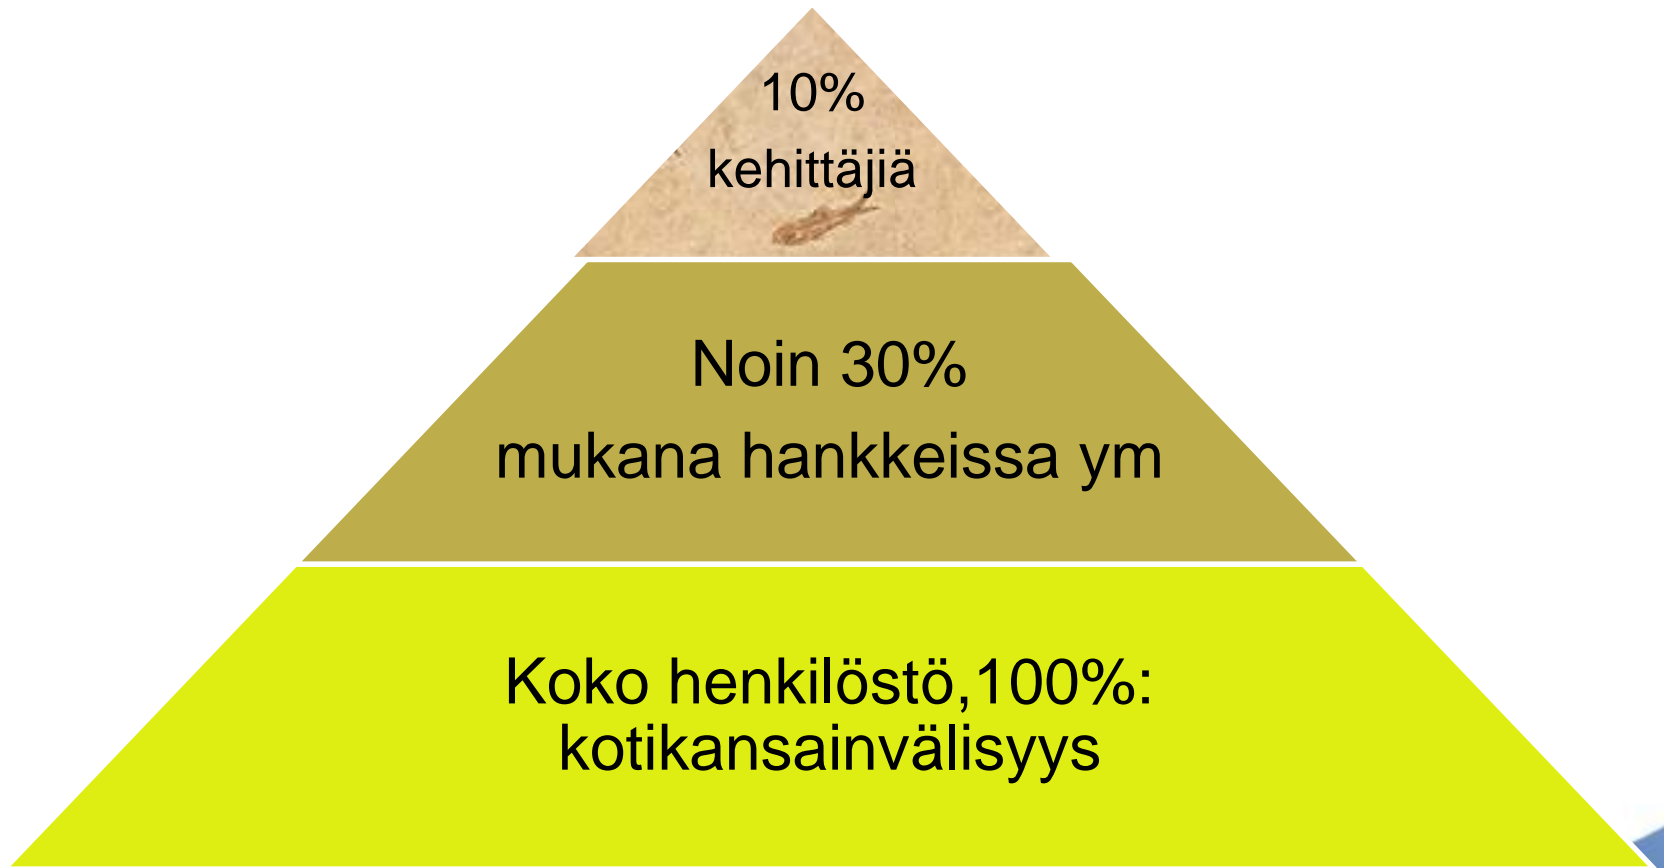 10%
kehittäjiä
Noin 30%
mukana hankkeissa ym
Koko henkilöstö,100%:
kotikansainvälisyys